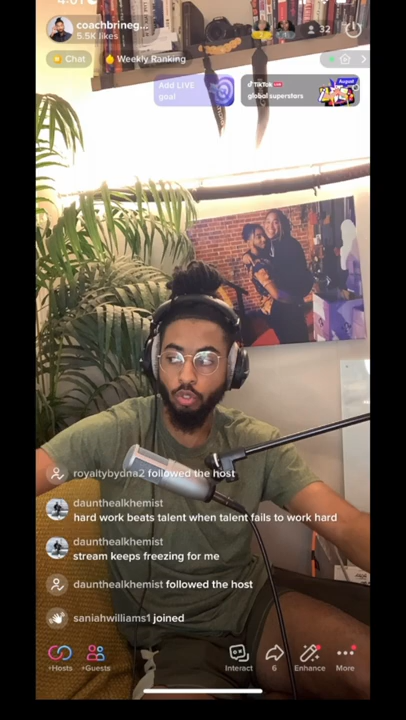 coachbrineg...
5.5K likes
32
Chat
Weekly Ranking
Add LIVE
goal
TikTok LIVE
global superstars
August
royaltybydna2 followed the host
daunthealkhemist
hard work beats talent when talent fails to work hard
daunthealkhemist
stream keeps freezing for me
daunthealkhemist followed the host
saniahwilliams1 joined
+Hosts
+Guests
Interact
6
Enhance
More